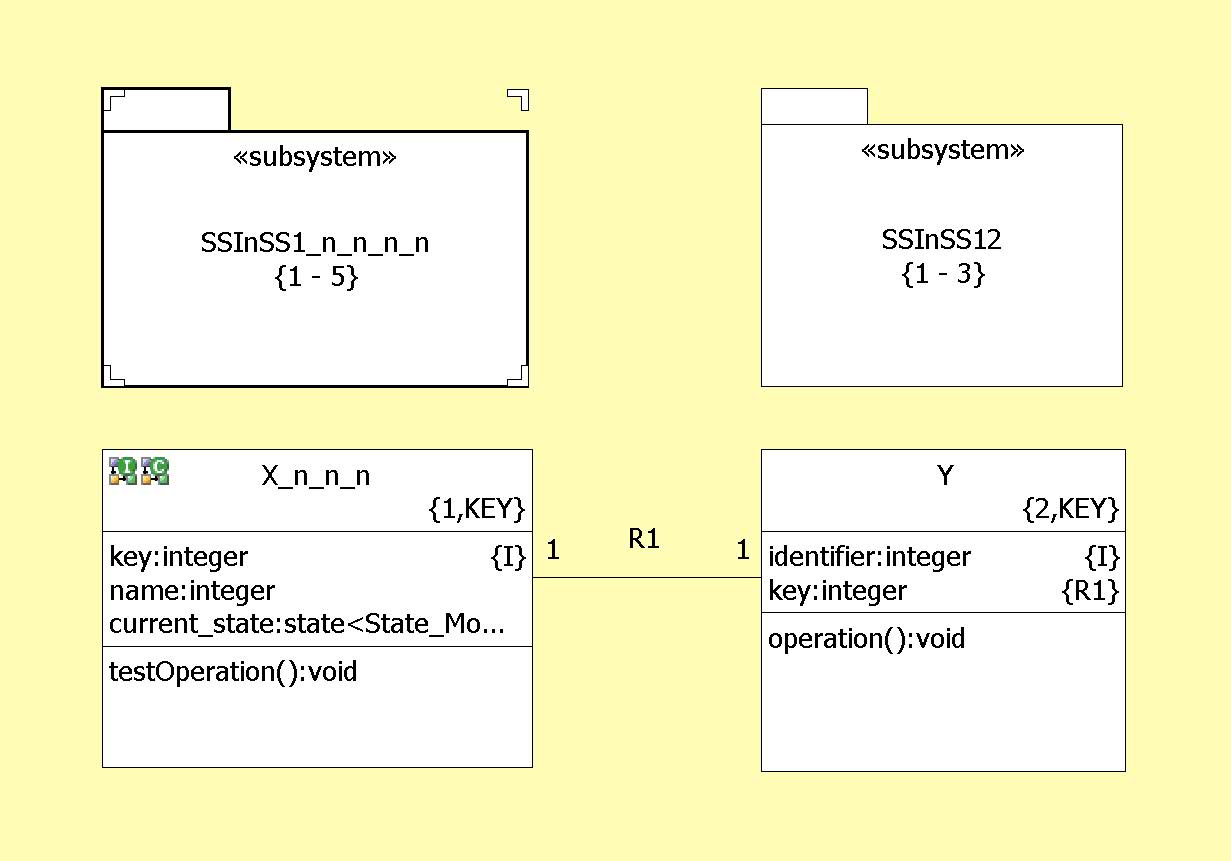 «subsystem»
SSInSS1_n_n_n_n
{1 - 5}
«subsystem»
SSInSS12
{1 - 3}
I C
X_n_n_n
{1,KEY}
key:integer {I}
name:integer
current_state:state<State_Mo...
testOperation():void
1 R1 1
Y
{2,KEY}
identifier:integer {I}
key:integer {R1}
operation():void